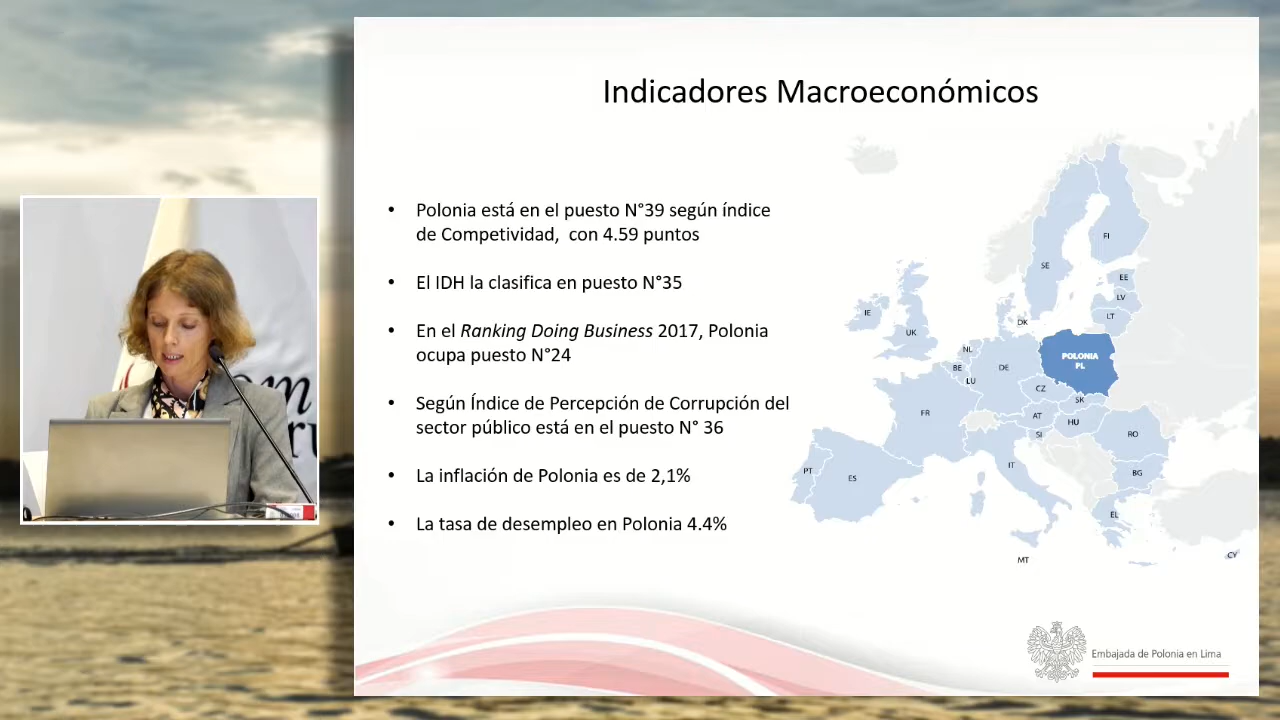 Indicadores Macroeconómicos
• Polonia está en el puesto N°39 según índice
de Competividad, con 4.59 puntos
• El IDH la clasifica en puesto N°35
• En el Ranking Doing Business 2017, Polonia
ocupa puesto N°24
• Según Índice de Percepción de Corrupción del
sector público está en el puesto N° 36
• La inflación de Polonia es de 2,1%
• La tasa de desempleo en Polonia 4.4%
FI
SE
EE
LV
LT
DK
IE
UK
NL
BE
LU
DE
POLONIA
PL
CZ
SK
FR
AT
HU
SI
RO
IT
BG
PT
ES
EL
MT
CY
Embajada de Polonia en Lima